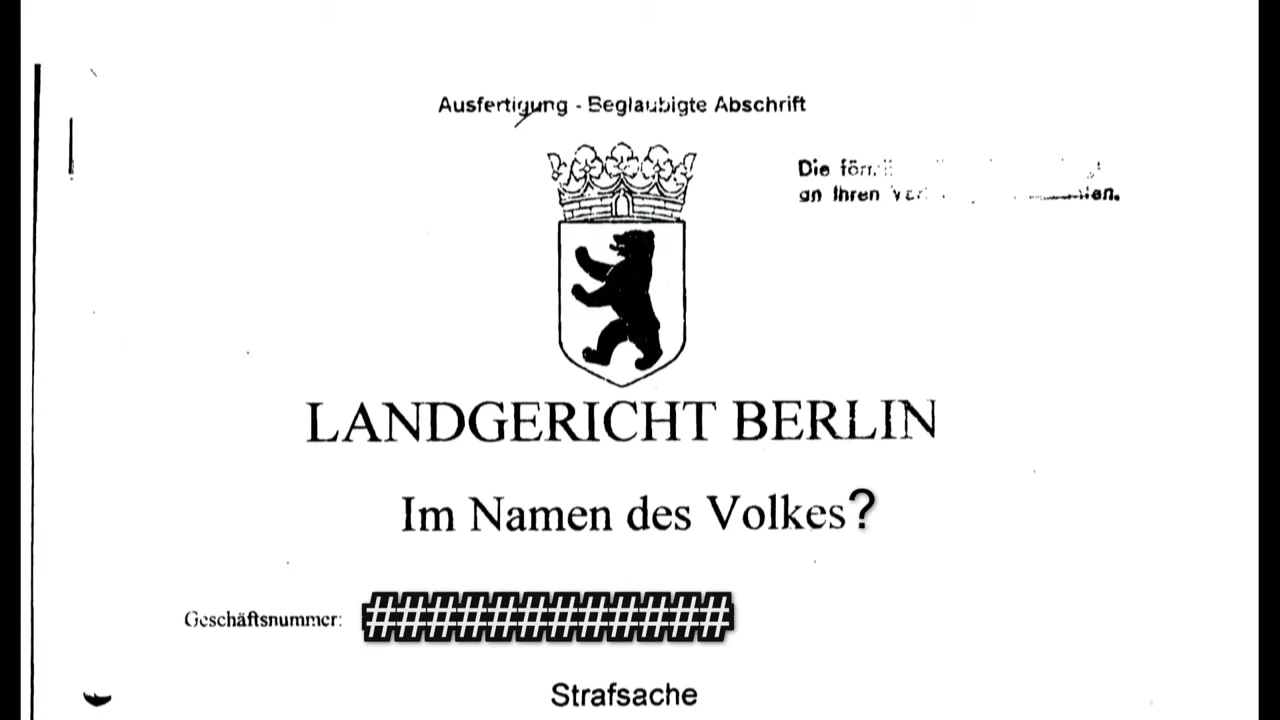 Ausfertigung - Beglaubigte Abschrift
Die
an Ihren
LANDGERICHT BERLIN
Im Namen des Volkes?
Geschäftsnummer: #############
Strafsache